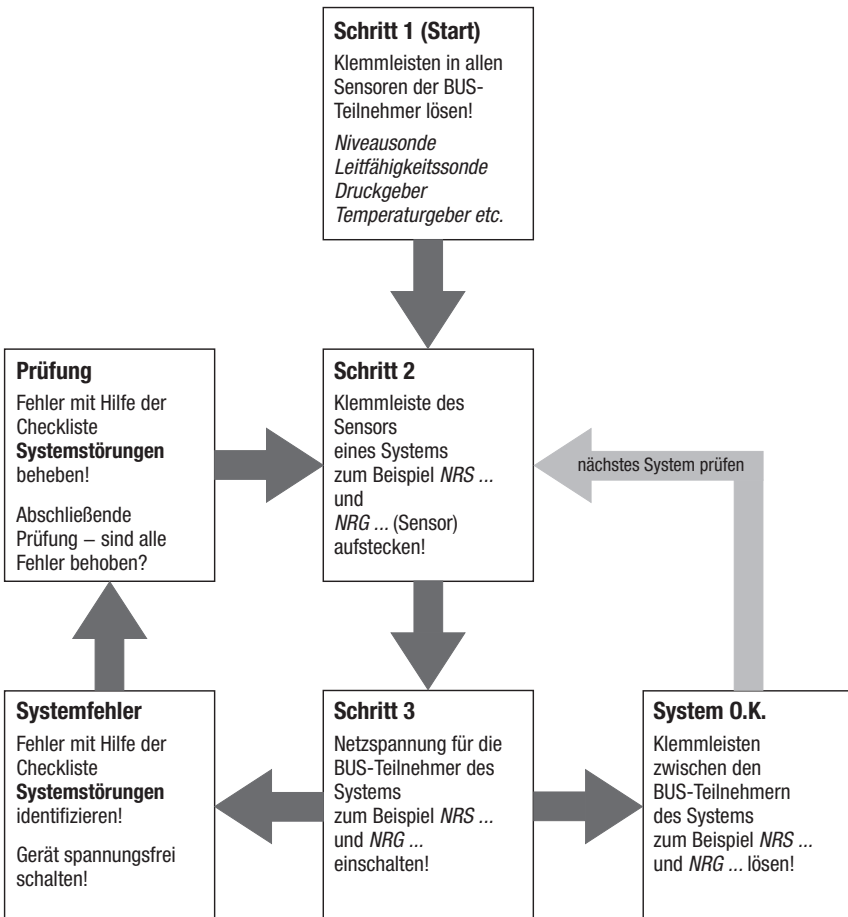 Schritt 1 (Start)
Klemmleisten in allen
Sensoren der BUS-
Teilnehmer lösen!
Niveausonde
Leitfähigkeitssonde
Druckgeber
Temperaturgeber etc.
Prüfung
Fehler mit Hilfe der
Checkliste
Systemstörungen
beheben!
Abschließende
Prüfung – sind alle
Fehler behoben?
Schritt 2
Klemmleiste des
Sensors
eines Systems
zum Beispiel NRS ...
und
NRG ... (Sensor)
aufstecken!
nächstes System prüfen
Systemfehler
Fehler mit Hilfe der
Checkliste
Systemstörungen
identifizieren!
Gerät spannungsfrei
schalten!
Schritt 3
Netzspannung für die
BUS-Teilnehmer des
Systems
zum Beispiel NRS ...
und NRG ...
einschalten!
System O.K.
Klemmleisten
zwischen den
BUS-Teilnehmern
des Systems
zum Beispiel NRS ...
und NRG ... lösen!